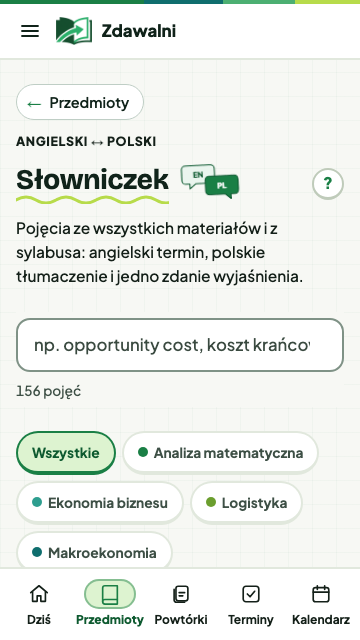 Zdawalni
← Przedmioty
ANGIELSKI ↔ POLSKI
Słowniczek
EN
PL
?
Pojęcia ze wszystkich materiałów i z
sylabusa: angielski termin, polskie
tłumaczenie i jedno zdanie wyjaśnienia.
np. opportunity cost, koszt krańcow
156 pojęć
Wszystkie
Analiza matematyczna
Ekonomia biznesu
Logistyka
Makroekonomia
Dziś
Przedmioty
Powtórki
Terminy
Kalendarz